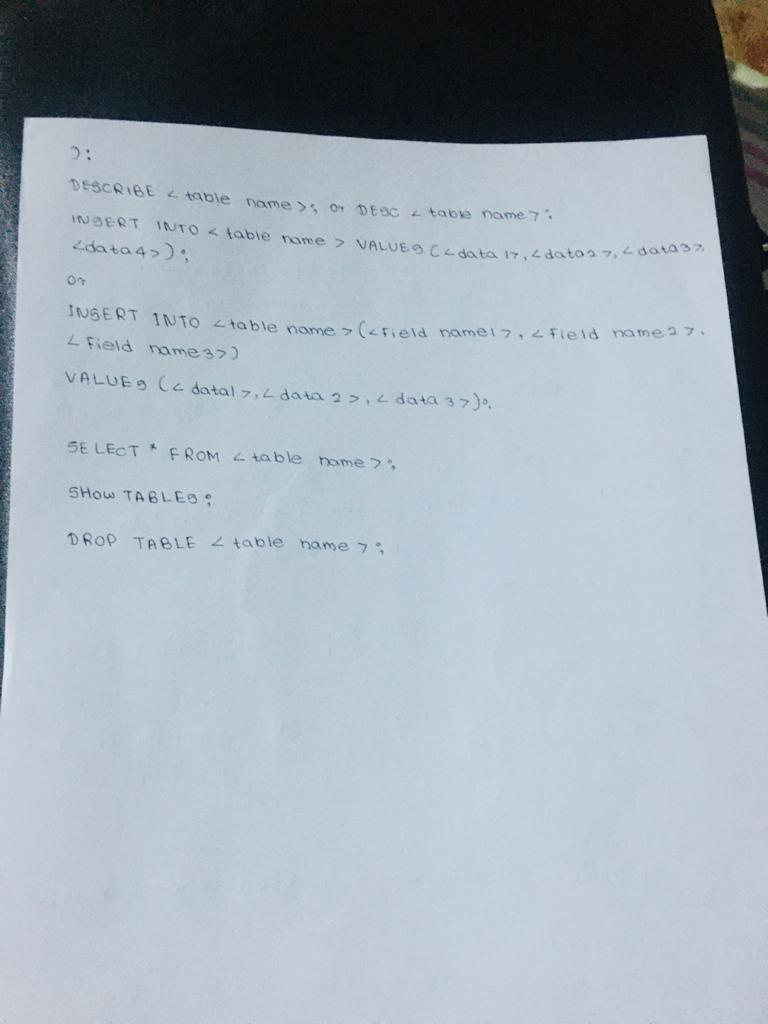 );
DESCRIBE < table name >; or DESC < table name >;
INSERT INTO < table name > VALUES (<data 1>, <data2 >, <data3>,
<data4>);
or
INSERT INTO <table name > (<field name1 >, < field name2 >,
< field name3>)
VALUES (< data1 >, < data 2 >, < data 3 >);
SELECT * FROM < table name >;
SHOW TABLES;
DROP TABLE < table name >;